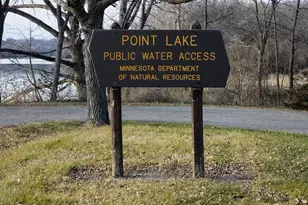 POINT LAKE
PUBLIC WATER ACCESS
MINNESOTA DEPARTMENT
OF NATURAL RESOURCES